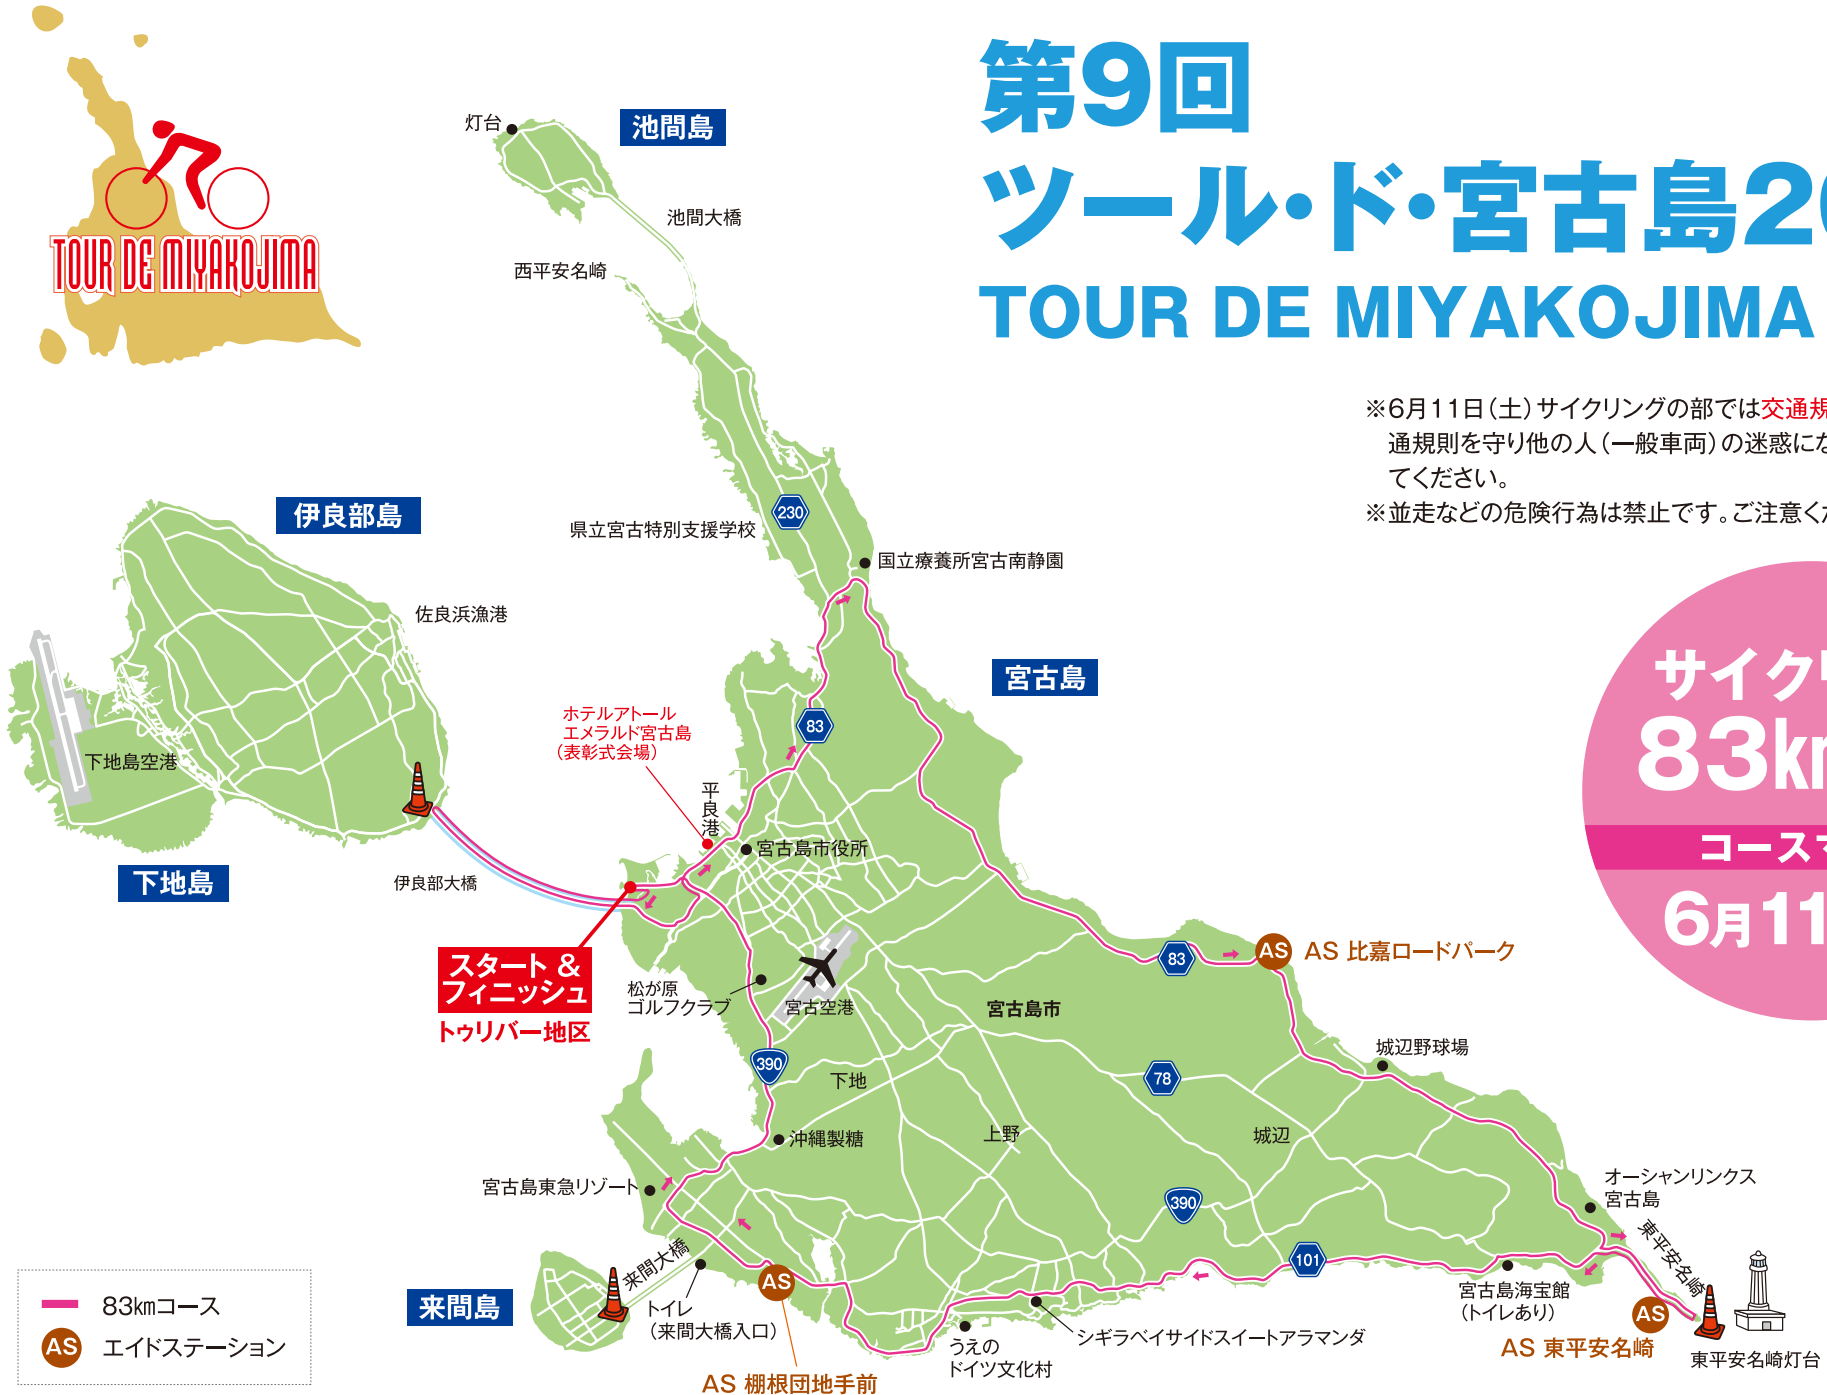 TOUR DE MIYAKOJIMA
第9回
ツール・ド・宮古島2
TOUR DE MIYAKOJIMA
※6月11日(土)サイクリングの部では交通規
通規則を守り他の人(一般車両)の迷惑にな
てください。
※並走などの危険行為は禁止です。ご注意くだ
サイクリ
83km
コースマ
6月11
灯台
池間島
池間大橋
西平安名崎
伊良部島
230
県立宮古特別支援学校
国立療養所宮古南静園
佐良浜漁港
宮古島
ホテルアトール
エメラルド宮古島
(表彰式会場)
83
下地島空港
平良港
宮古島市役所
下地島
伊良部大橋
スタート &
フィニッシュ
トゥリバー地区
松が原
ゴルフクラブ
宮古空港
宮古島市
83
AS
AS 比嘉ロードパーク
城辺野球場
390
下地
78
沖縄製糖
上野
城辺
宮古島東急リゾート
390
オーシャンリンクス
宮古島
東平安名崎
101
来間大橋
来間島
トイレ
(来間大橋入口)
AS
AS 棚根団地手前
うえの
ドイツ文化村
シギラベイサイドスイートアラマンダ
宮古島海宝館
(トイレあり)
AS
AS 東平安名崎
東平安名崎灯台
83kmコース
AS
エイドステーション